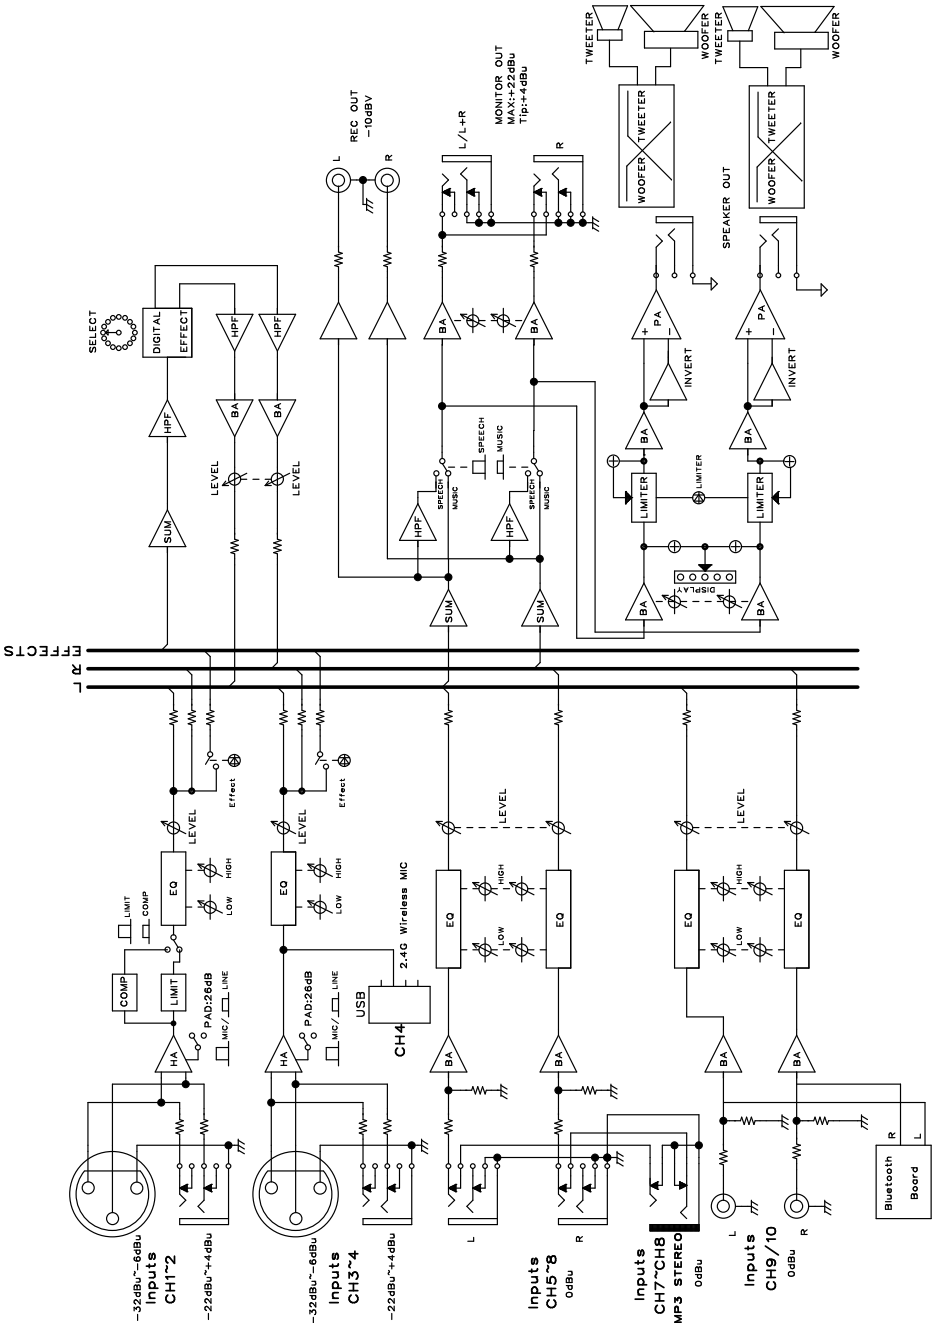 TWEETER
WOOFER
TWEETER
WOOFER
WOOFER TWEETER
WOOFER TWEETER
SPEAKER OUT
MONITOR OUT
MAX:+22dBu
Tip:+4dBu
L/L+R
R
REC OUT
-10dBV
L
R
SELECT
DIGITAL
EFFECT
HPF
HPF
HPF
BA
BA
LEVEL
LEVEL
SUM
BA
BA
SPEECH
MUSIC
SPEECH
MUSIC
SPEECH
MUSIC
HPF
HPF
SUM
SUM
PA
+
-
INVERT
PA
+
-
INVERT
BA
BA
LIMITER
LIMITER
LIMITER
DISPLAY
BA
BA
EFFECTS
R
L
Effect
Effect
LEVEL
LEVEL
LEVEL
LEVEL
EQ
HIGH
LOW
EQ
HIGH
LOW
EQ
HIGH
LOW
EQ
EQ
HIGH
LOW
EQ
LIMIT
COMP
COMP
LIMIT
PAD:26dB
MIC/
LINE
HA
PAD:26dB
MIC/
LINE
HA
USB
CH4
2.4G Wireless MIC
BA
BA
BA
BA
-32dBu~-6dBu
Inputs
CH1~2
-22dBu~+4dBu
-32dBu~-6dBu
Inputs
CH3~4
-22dBu~+4dBu
L
R
Inputs
CH5~8
0dBu
Inputs
CH7~CH8
MP3 STEREO
0dBu
L
R
Inputs
CH9/10
0dBu
R
L
Bluetooth
Board